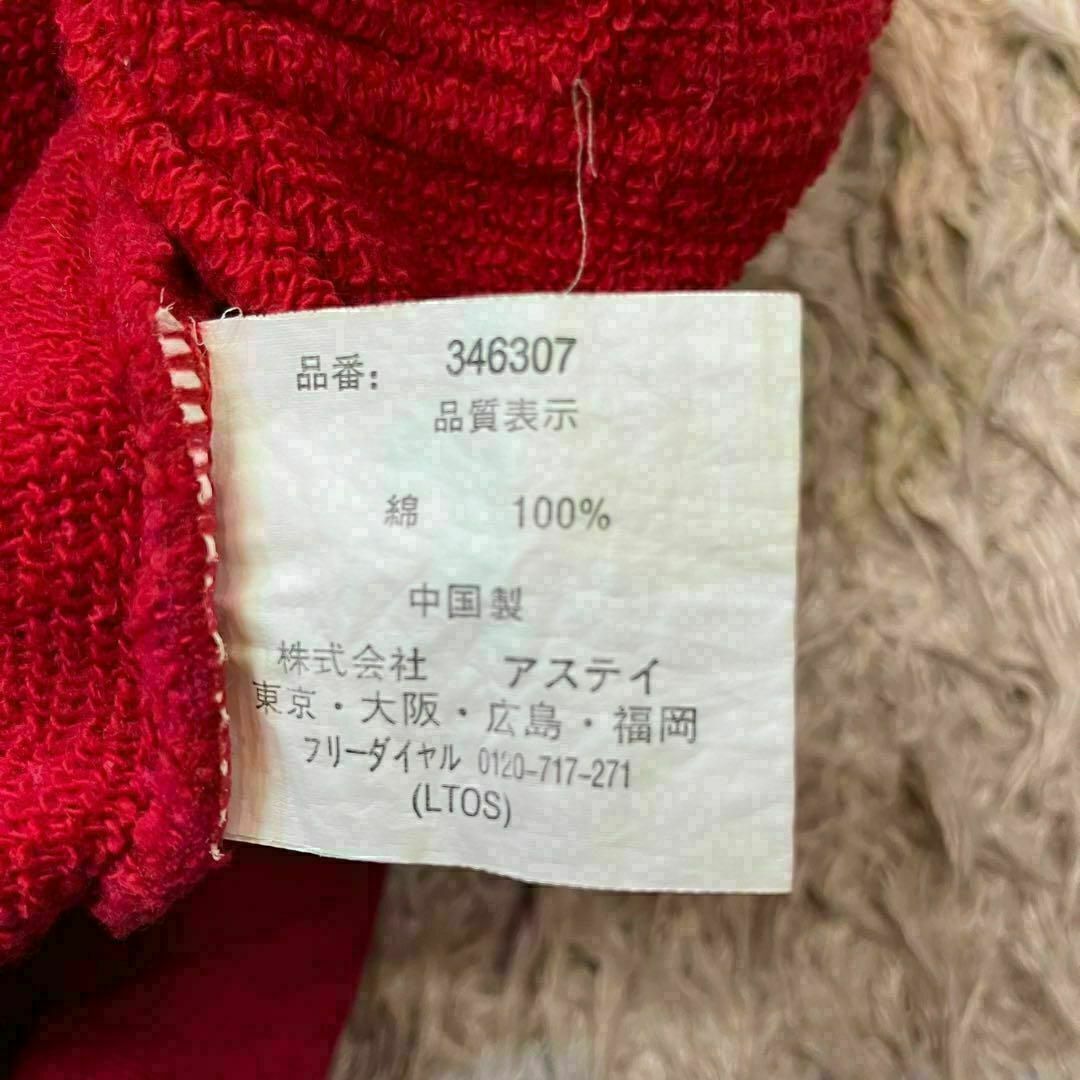 品番: 346307
品質表示
綿 100%
中国製
株式会社 アステイ
東京・大阪・広島・福岡
フリーダイヤル 0120-717-271
(LTOS)